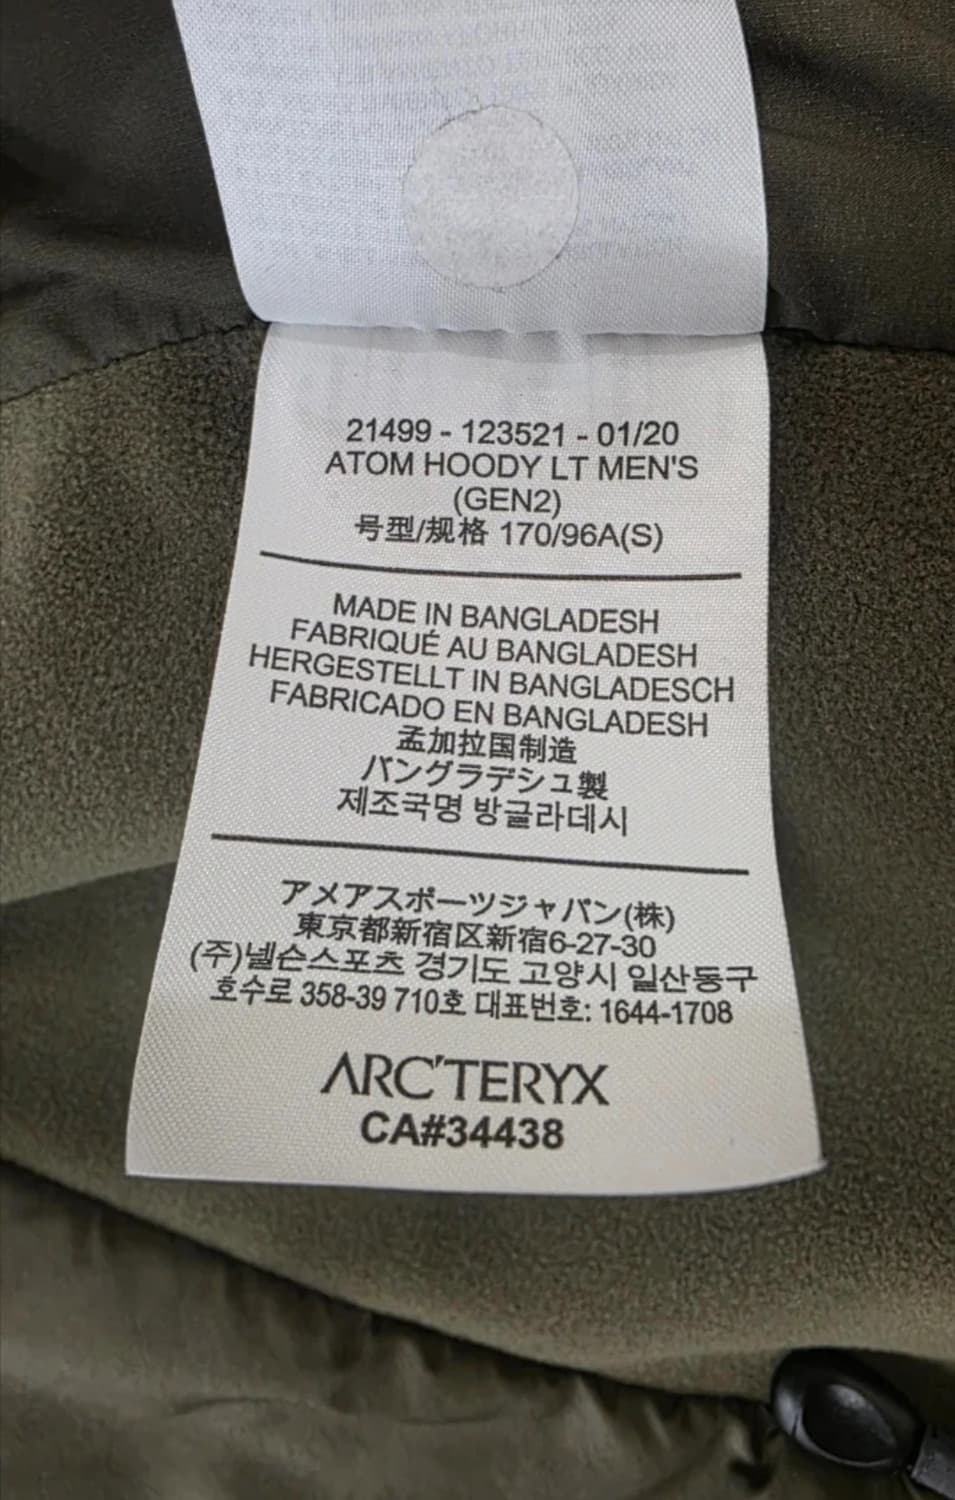 21499 - 123521 - 01/20
ATOM HOODY LT MEN'S
(GEN2)
号型/规格 170/96A(S)
MADE IN BANGLADESH
FABRIQUÉ AU BANGLADESH
HERGESTELLT IN BANGLADESCH
FABRICADO EN BANGLADESH
孟加拉国制造
バングラデシュ製
제조국명 방글라데시
アメアスポーツジャパン(株)
東京都新宿区新宿6-27-30
(주)넬슨스포츠 경기도 고양시 일산동구
호수로 358-39 710호 대표번호: 1644-1708
ARC'TERYX
CA#34438